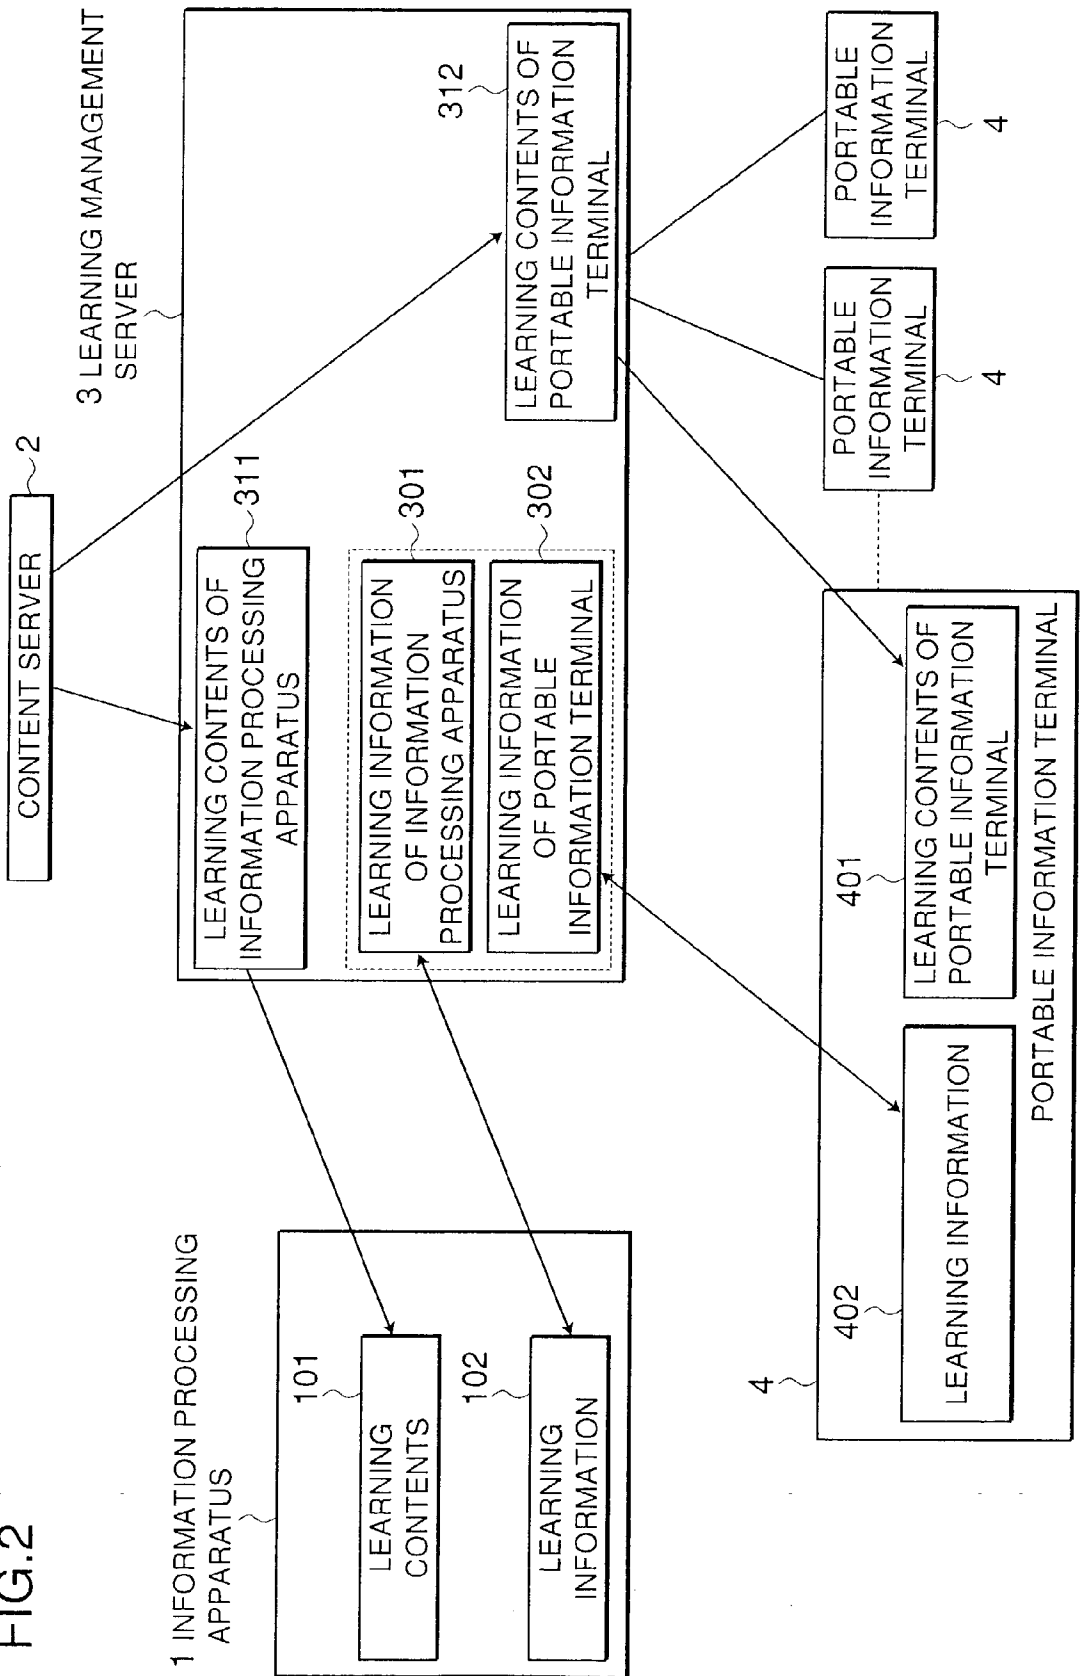 FIG.2
1 INFORMATION PROCESSING
APPARATUS
101
LEARNING
CONTENTS
102
LEARNING
INFORMATION
CONTENT SERVER
2
3 LEARNING MANAGEMENT
SERVER
LEARNING CONTENTS OF
INFORMATION PROCESSING
APPARATUS
311
LEARNING INFORMATION
OF INFORMATION
PROCESSING APPARATUS
301
LEARNING INFORMATION
OF PORTABLE
INFORMATION TERMINAL
302
312
LEARNING CONTENTS OF
PORTABLE INFORMATION
TERMINAL
4
402
LEARNING INFORMATION
401
LEARNING CONTENTS OF
PORTABLE INFORMATION
TERMINAL
PORTABLE INFORMATION TERMINAL
PORTABLE
INFORMATION
TERMINAL
4
PORTABLE
INFORMATION
TERMINAL
4